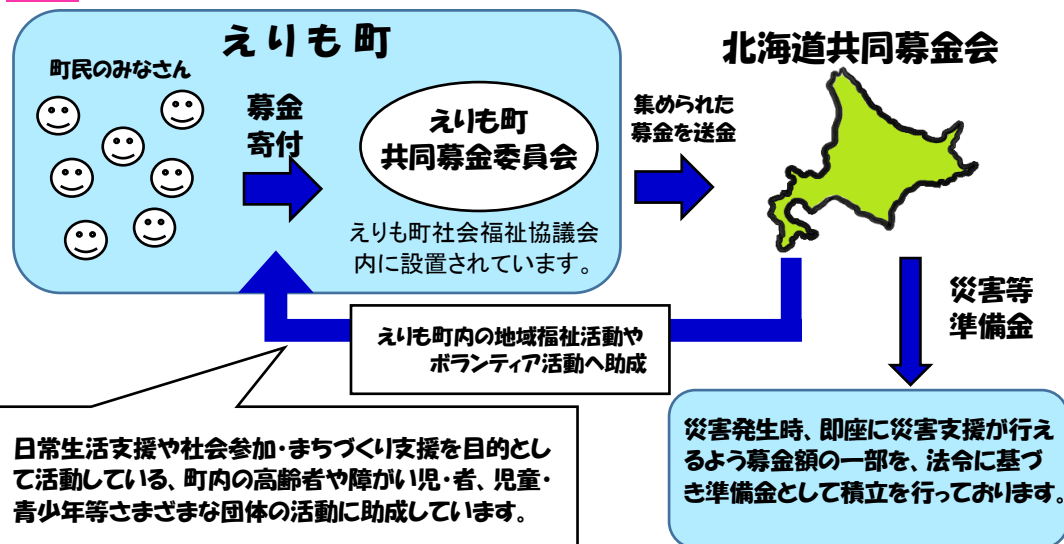 えりも町
町民のみなさん
募金
寄付
えりも町
共同募金委員会
えりも町社会福祉協議会
内に設置されています。
集められた
募金を送金
北海道共同募金会
えりも町内の地域福祉活動や
ボランティア活動へ助成
災害等
準備金
日常生活支援や社会参加・まちづくり支援を目的とし
て活動している、町内の高齢者や障がい児・者、児童・
青少年等さまざまな団体の活動に助成しています。
災害発生時、即座に災害支援が行え
るよう募金額の一部を、法令に基づ
き準備金として積立を行っております。